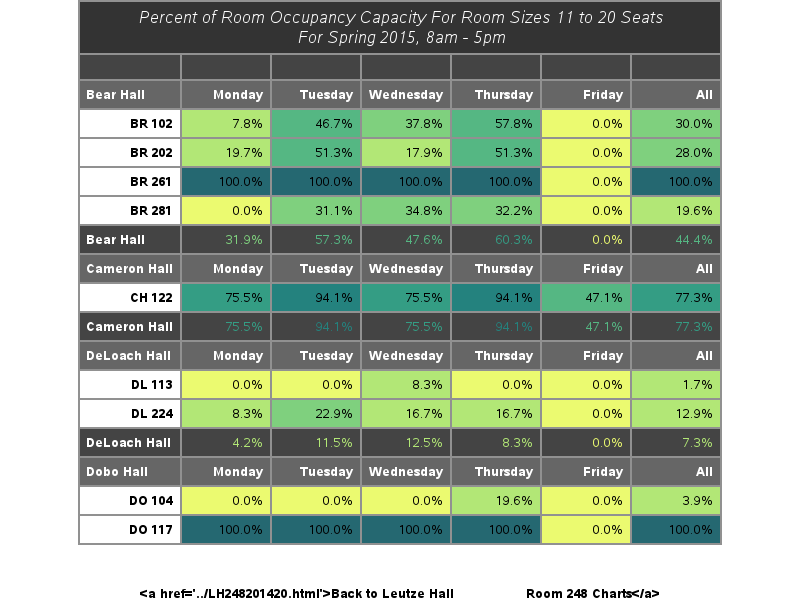 Percent of Room Occupancy Capacity For Room Sizes 11 to 20 Seats
For Spring 2015, 8am - 5pm
Bear Hall Monday Tuesday Wednesday Thursday Friday All
BR 102 7.8% 46.7% 37.8% 57.8% 0.0% 30.0%
BR 202 19.7% 51.3% 17.9% 51.3% 0.0% 28.0%
BR 261 100.0% 100.0% 100.0% 100.0% 0.0% 100.0%
BR 281 0.0% 31.1% 34.8% 32.2% 0.0% 19.6%
Bear Hall 31.9% 57.3% 47.6% 60.3% 0.0% 44.4%
Cameron Hall Monday Tuesday Wednesday Thursday Friday All
CH 122 75.5% 94.1% 75.5% 94.1% 47.1% 77.3%
Cameron Hall 75.5% 94.1% 75.5% 94.1% 47.1% 77.3%
DeLoach Hall Monday Tuesday Wednesday Thursday Friday All
DL 113 0.0% 0.0% 8.3% 0.0% 0.0% 1.7%
DL 224 8.3% 22.9% 16.7% 16.7% 0.0% 12.9%
DeLoach Hall 4.2% 11.5% 12.5% 8.3% 0.0% 7.3%
Dobo Hall Monday Tuesday Wednesday Thursday Friday All
DO 104 0.0% 0.0% 0.0% 19.6% 0.0% 3.9%
DO 117 100.0% 100.0% 100.0% 100.0% 0.0% 100.0%
<a href='../LH248201420.html'>Back to Leutze Hall Room 248 Charts</a>